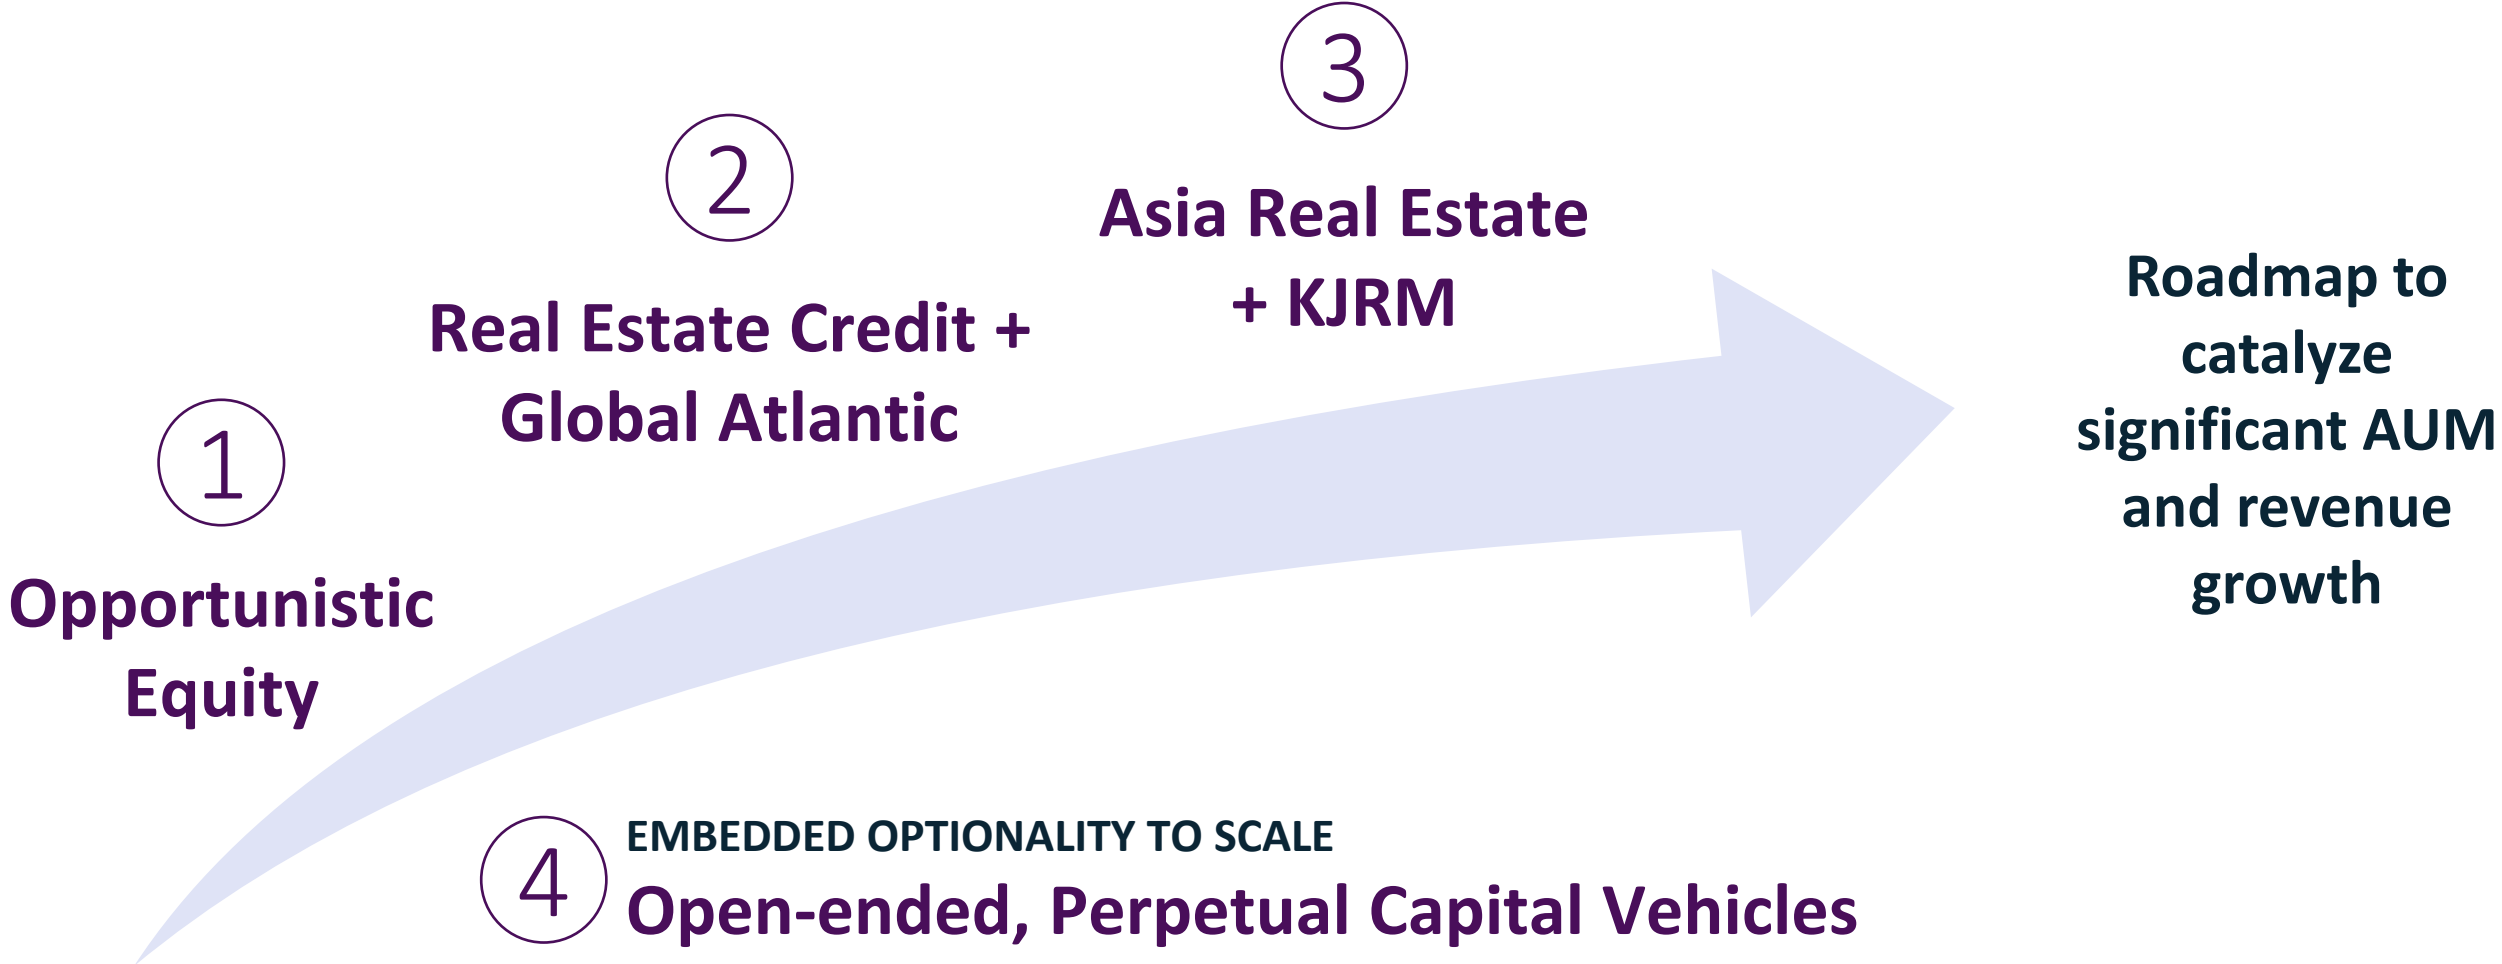 1
Opportunistic
Equity
2
Real Estate Credit +
Global Atlantic
3
Asia Real Estate
+ KJRM
Roadmap to
catalyze
significant AUM
and revenue
growth
4
EMBEDDED OPTIONALITY TO SCALE
Open-ended, Perpetual Capital Vehicles